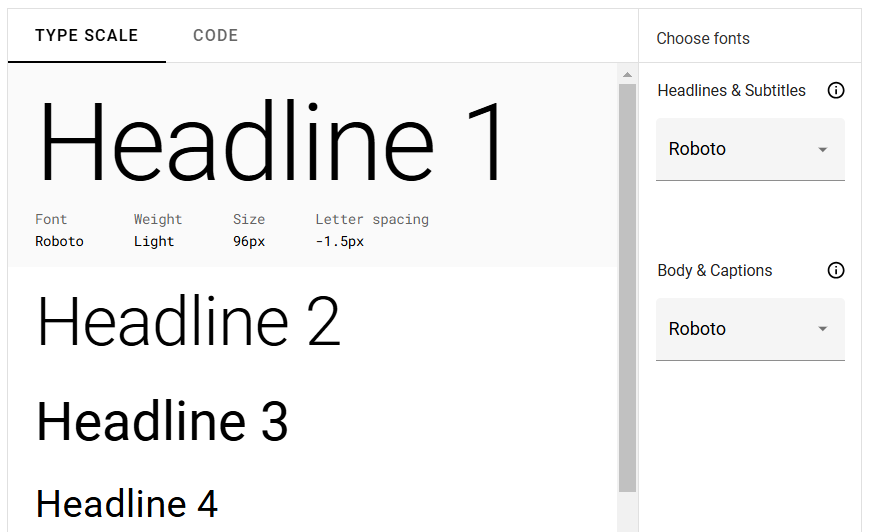 TYPE SCALE CODE
Choose fonts
Headline 1
Font Weight Size Letter spacing
Roboto Light 96px -1.5px
Headline 2
Headline 3
Headline 4
Headlines & Subtitles
Roboto
Body & Captions
Roboto